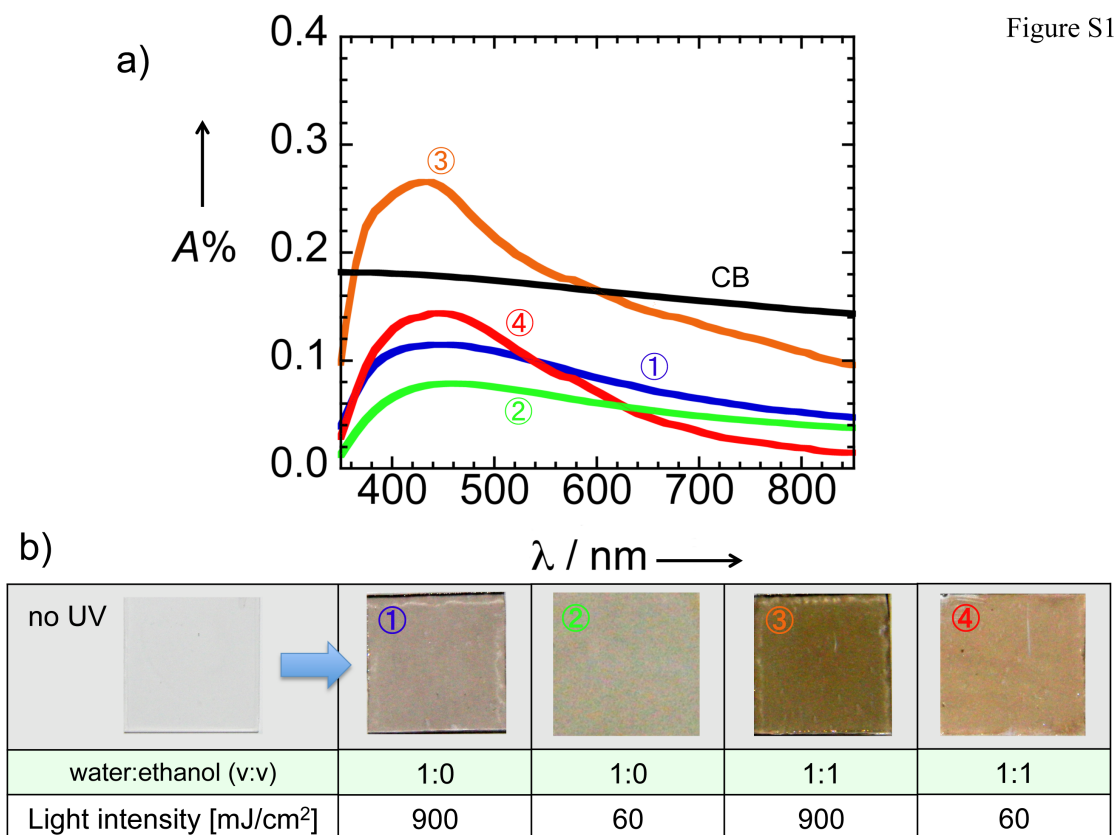 Figure S1
a)
0.4
0.3
0.2
0.1
0.0
A%
③
CB
④
①
②
400 500 600 700 800
b)
λ / nm
no UV ① ② ③ ④
water:ethanol (v:v) 1:0 1:0 1:1 1:1
Light intensity [mJ/cm²] 900 60 900 60